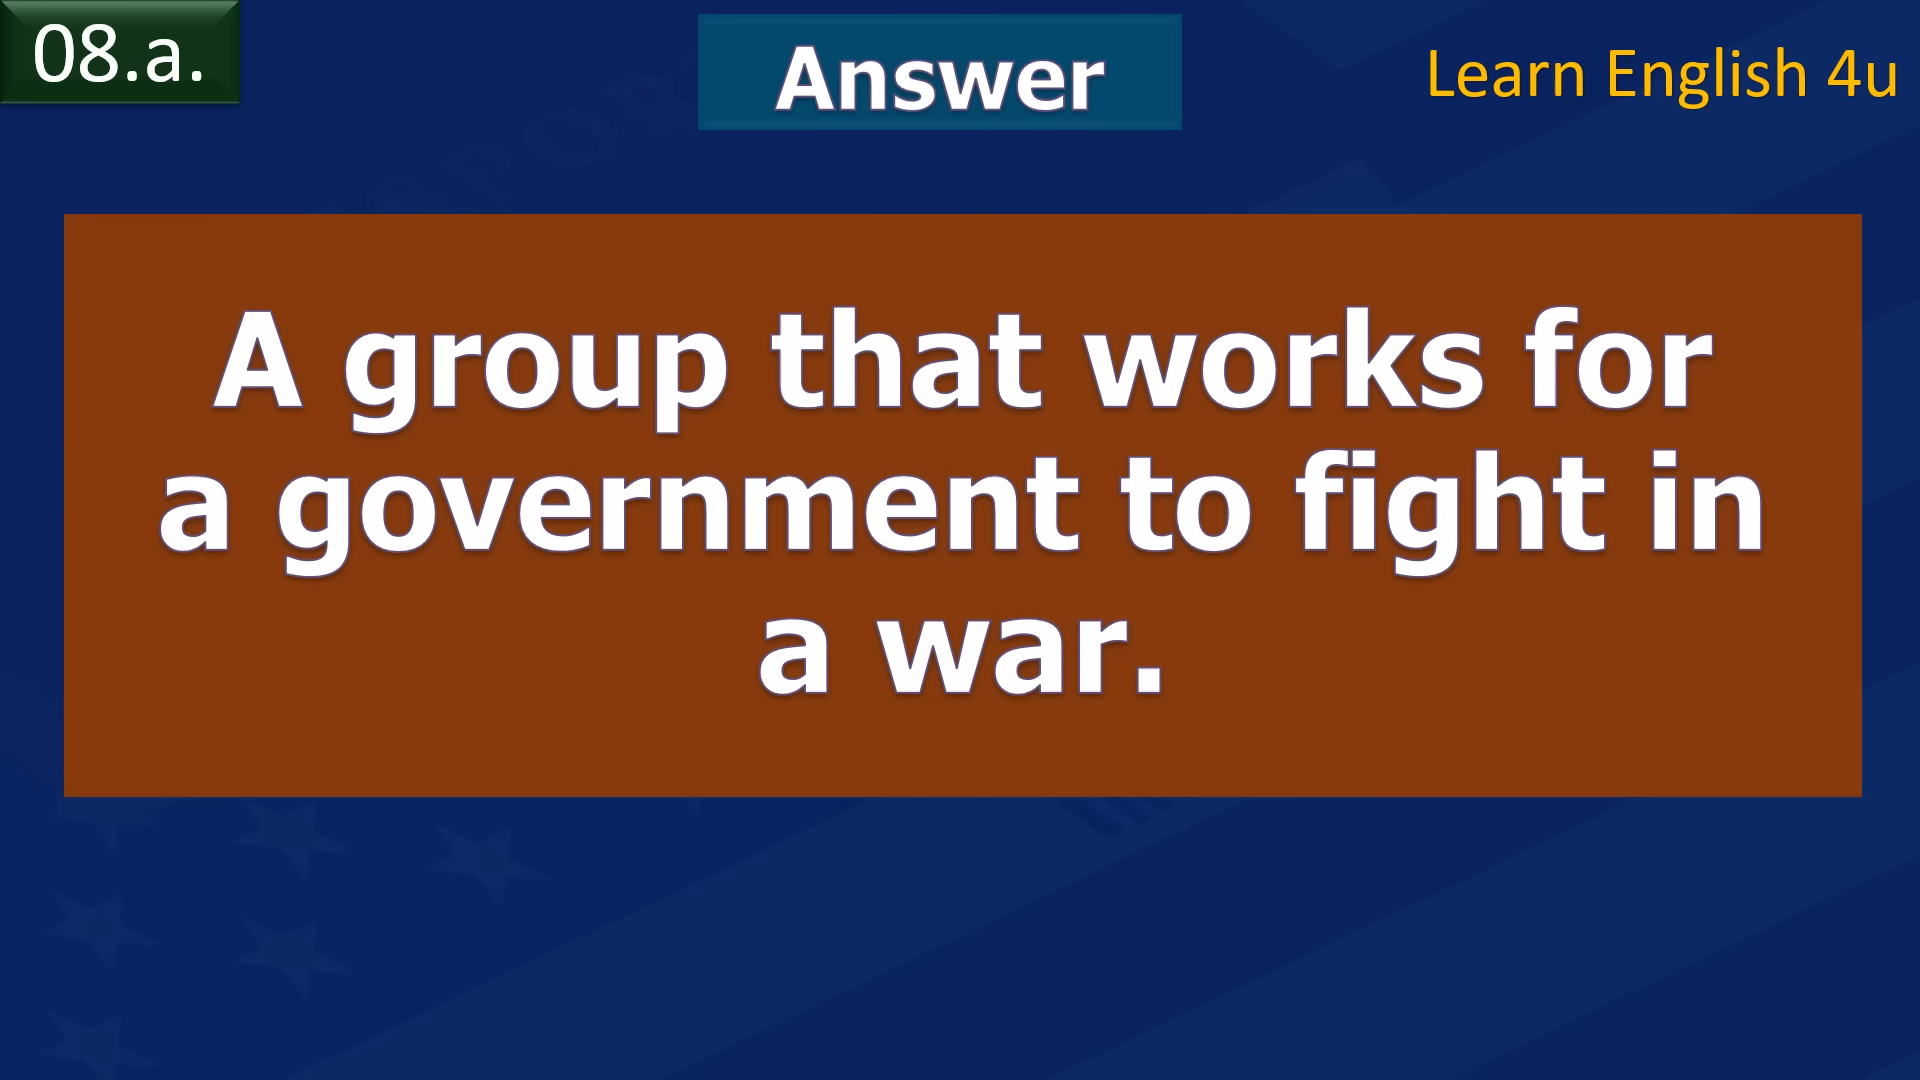 08.a.
Answer
Learn English 4u
A group that works for
a government to fight in
a war.